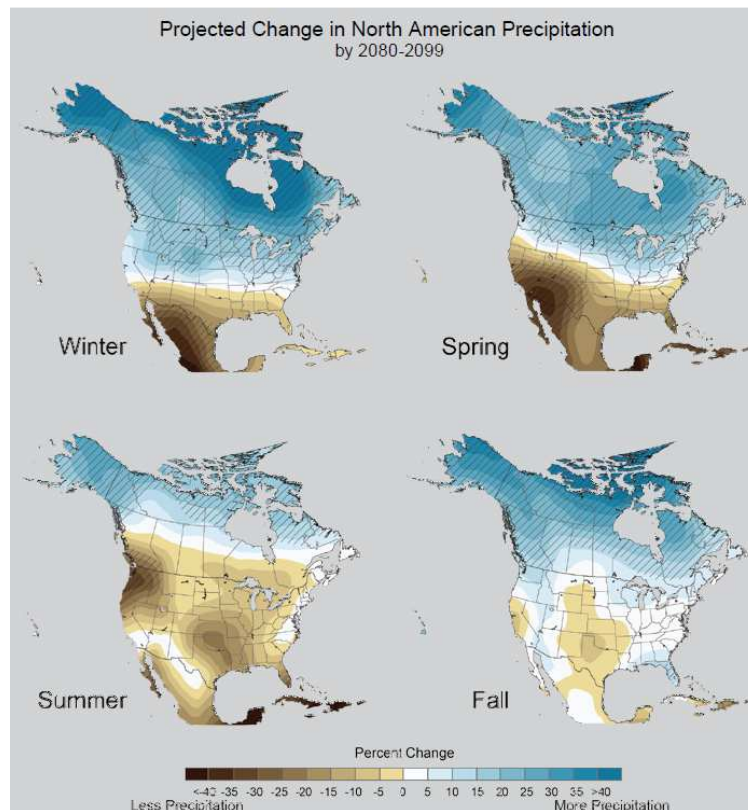 Projected Change in North American Precipitation
by 2080-2099
Winter
Spring
Summer
Fall
Percent Change
<-40 -35 -30 -25 -20 -15 -10 -5 0 5 10 15 20 25 30 35 >40
Less Precipitation More Precipitation